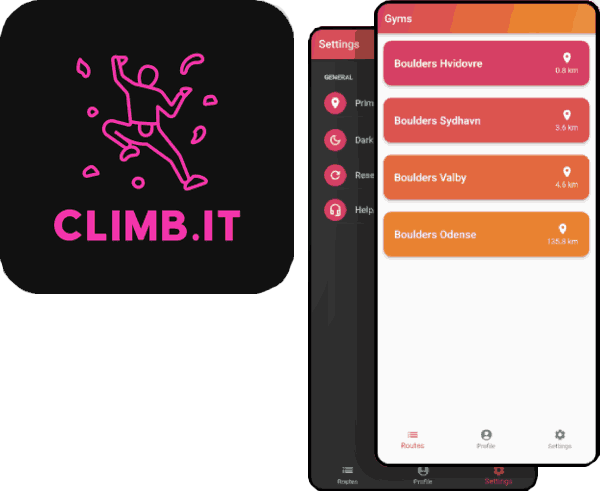 CLIMB.IT
Settings
GENERAL
Prim
Dark
Rese
Help
Routes
Profile
Settings
Gyms
Boulders Hvidovre
0.8 km
Boulders Sydhavn
3.6 km
Boulders Valby
4.6 km
Boulders Odense
135.8 km
Routes
Profile
Settings